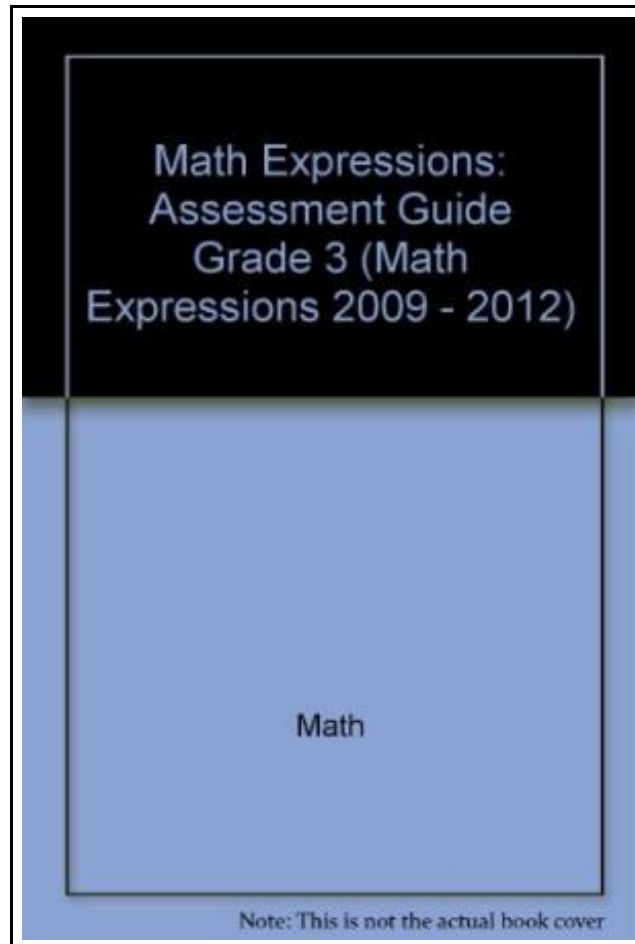 Math Expressions:
Assessment Guide
Grade 3 (Math
Expressions 2009 - 2012)
Math
Note: This is not the actual book cover